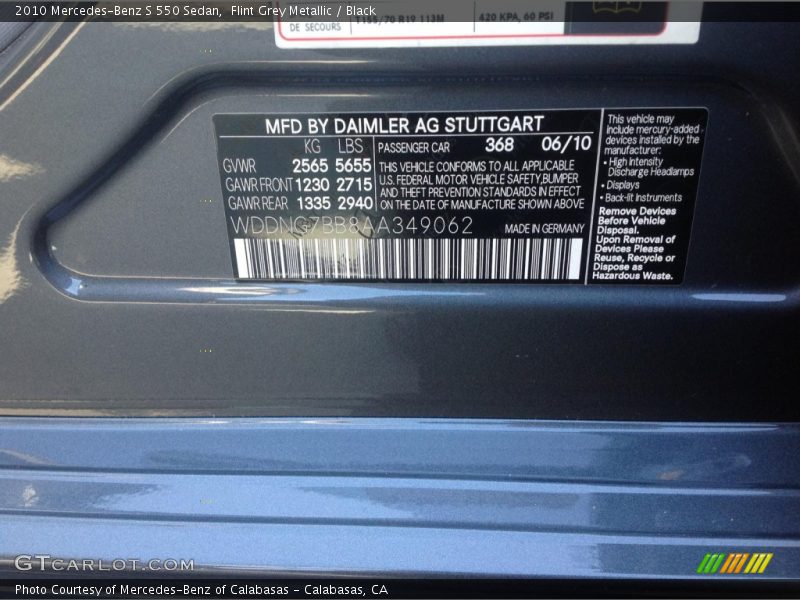 2010 Mercedes-Benz S 550 Sedan, Flint Grey Metallic / Black
DE SECOURS T155/70 R19 113M 420 KPA, 60 PSI
MFD BY DAIMLER AG STUTTGART
KG LBS
GVWR 2565 5655
GAWR FRONT 1230 2715
GAWR REAR 1335 2940
PASSENGER CAR 368 06/10
THIS VEHICLE CONFORMS TO ALL APPLICABLE
U.S. FEDERAL MOTOR VEHICLE SAFETY,BUMPER
AND THEFT PREVENTION STANDARDS IN EFFECT
ON THE DATE OF MANUFACTURE SHOWN ABOVE
MADE IN GERMANY
This vehicle may
include mercury-added
devices installed by the
manufacturer:
• High Intensity
Discharge Headlamps
• Displays
• Back-lit Instruments
Remove Devices
Before Vehicle
Disposal.
Upon Removal of
Devices Please
Reuse, Recycle or
Dispose as
Hazardous Waste.
GTCARLOT.COM
Photo Courtesy of Mercedes-Benz of Calabasas - Calabasas, CA